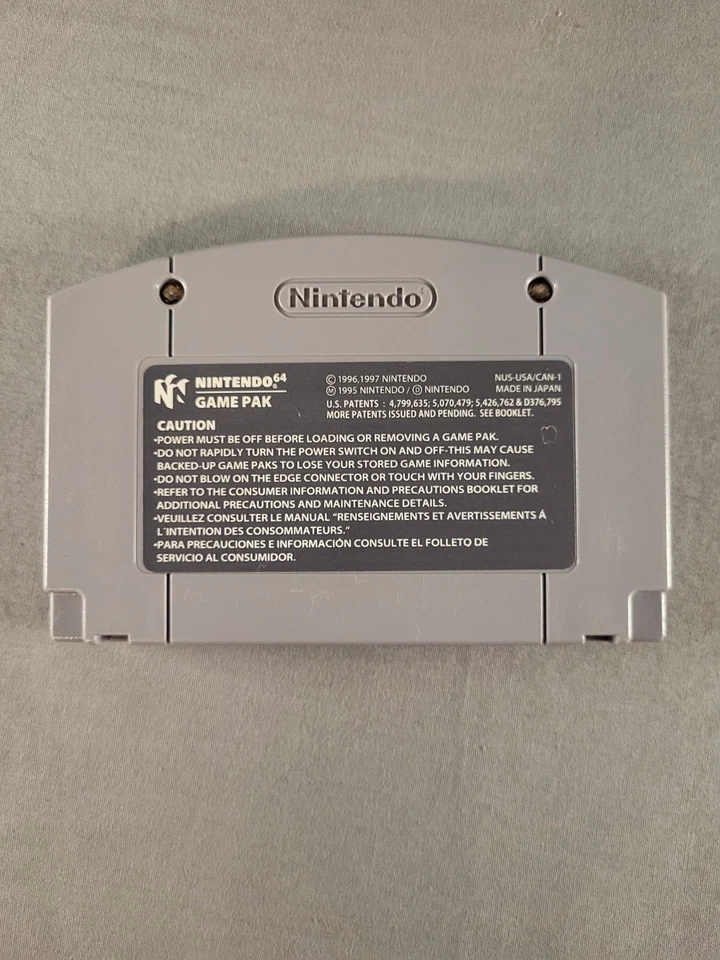 Nintendo
NINTENDO®64
GAME PAK
© 1996,1997 NINTENDO
Ⓜ 1995 NINTENDO / Ⓓ NINTENDO
NUS-USA/CAN-1
MADE IN JAPAN
U.S. PATENTS : 4,799,635; 5,070,479; 5,426,762 & D376,795
MORE PATENTS ISSUED AND PENDING. SEE BOOKLET.
CAUTION
•POWER MUST BE OFF BEFORE LOADING OR REMOVING A GAME PAK.
•DO NOT RAPIDLY TURN THE POWER SWITCH ON AND OFF-THIS MAY CAUSE
BACKED-UP GAME PAKS TO LOSE YOUR STORED GAME INFORMATION.
•DO NOT BLOW ON THE EDGE CONNECTOR OR TOUCH WITH YOUR FINGERS.
•REFER TO THE CONSUMER INFORMATION AND PRECAUTIONS BOOKLET FOR
ADDITIONAL PRECAUTIONS AND MAINTENANCE DETAILS.
•VEUILLEZ CONSULTER LE MANUAL "RENSEIGNEMENTS ET AVERTISSEMENTS Á
L'INTENTION DES CONSOMMATEURS."
•PARA PRECAUCIONES E INFORMACIÓN CONSULTE EL FOLLETO DE
SERVICIO AL CONSUMIDOR.